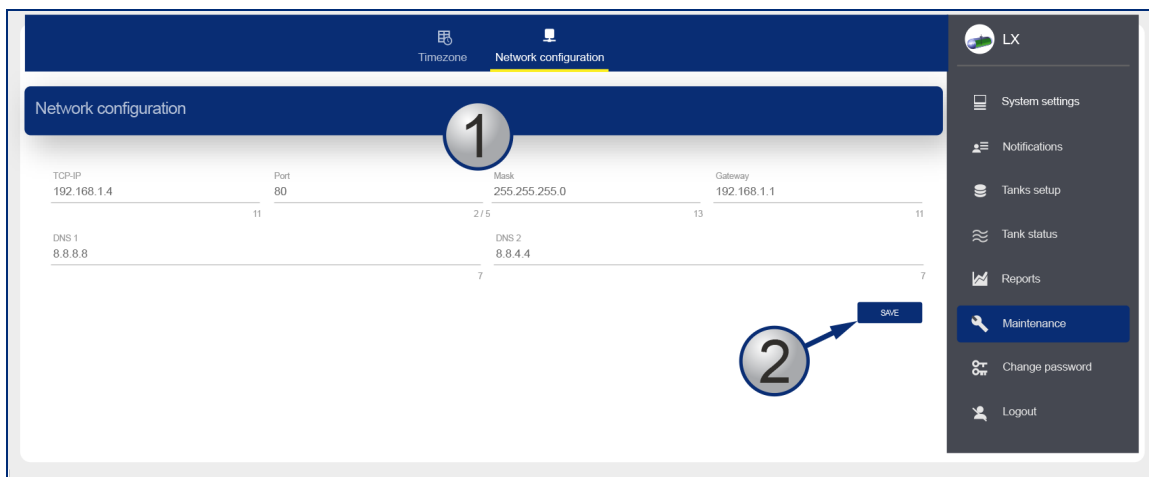 Timezone
Network configuration
LX
Network configuration
1
TCP-IP
Port
Mask
Gateway
192.168.1.4
80
255.255.255.0
192.168.1.1
11
2 / 5
13
11
DNS 1
DNS 2
8.8.8.8
8.8.4.4
7
7
SAVE
2
System settings
Notifications
Tanks setup
Tank status
Reports
Maintenance
Change password
Logout